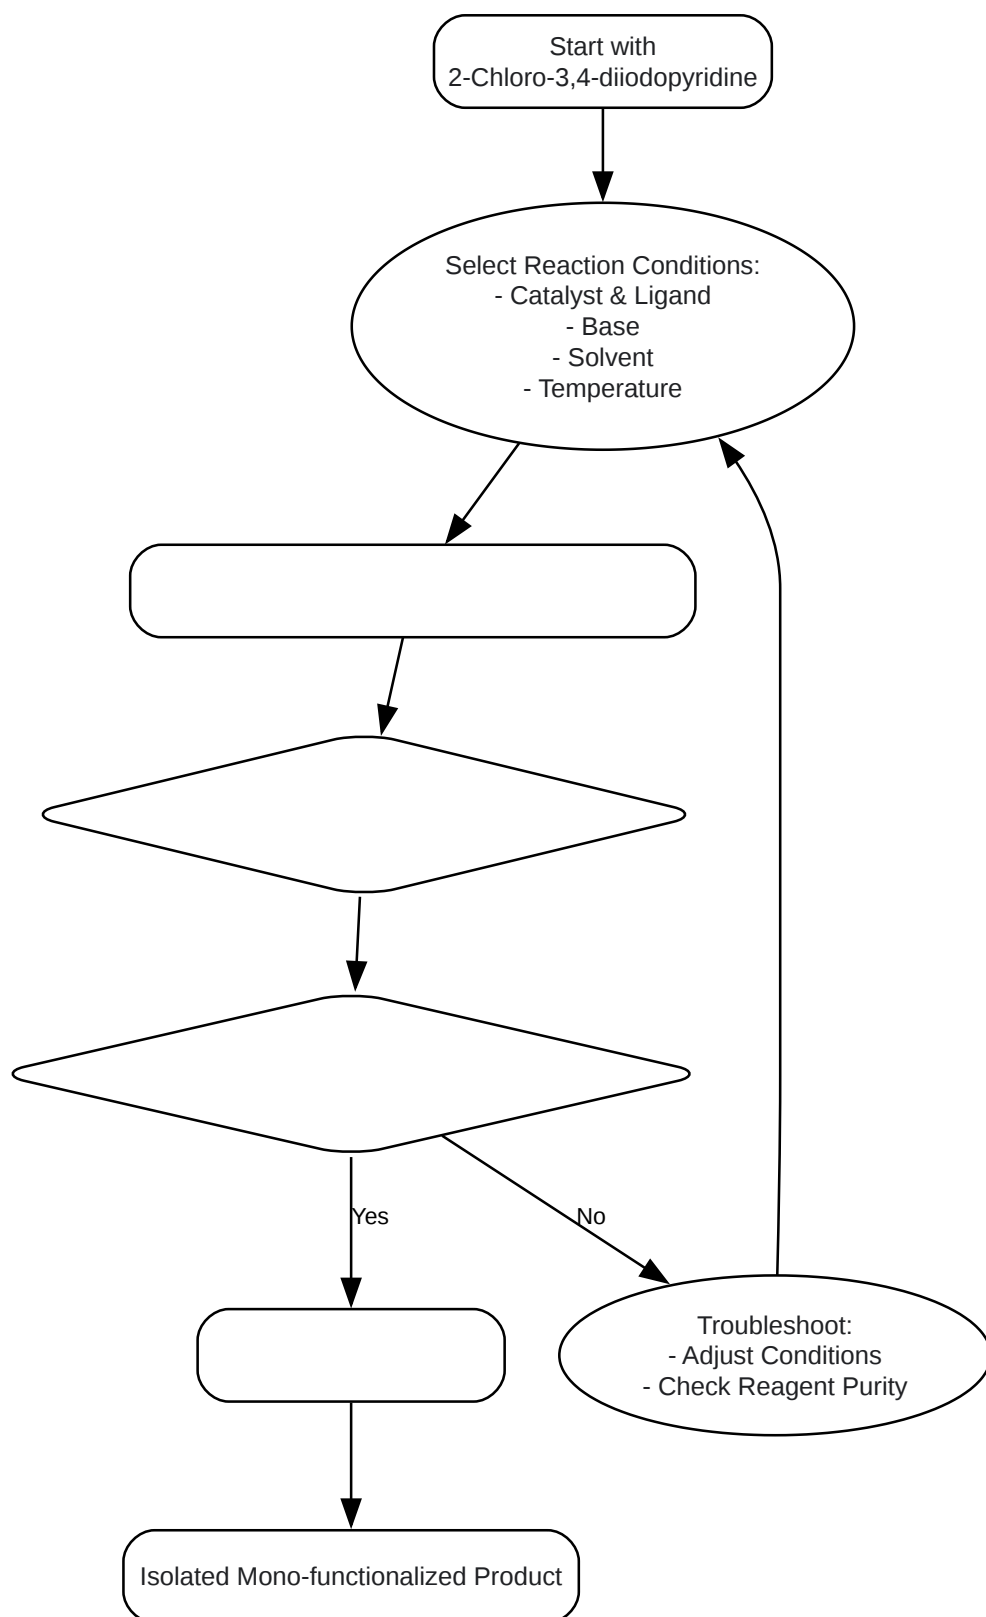 Start with
2-Chloro-3,4-diiodopyridine
Select Reaction Conditions:
- Catalyst & Ligand
- Base
- Solvent
- Temperature
Yes
No
Troubleshoot:
- Adjust Conditions
- Check Reagent Purity
Isolated Mono-functionalized Product